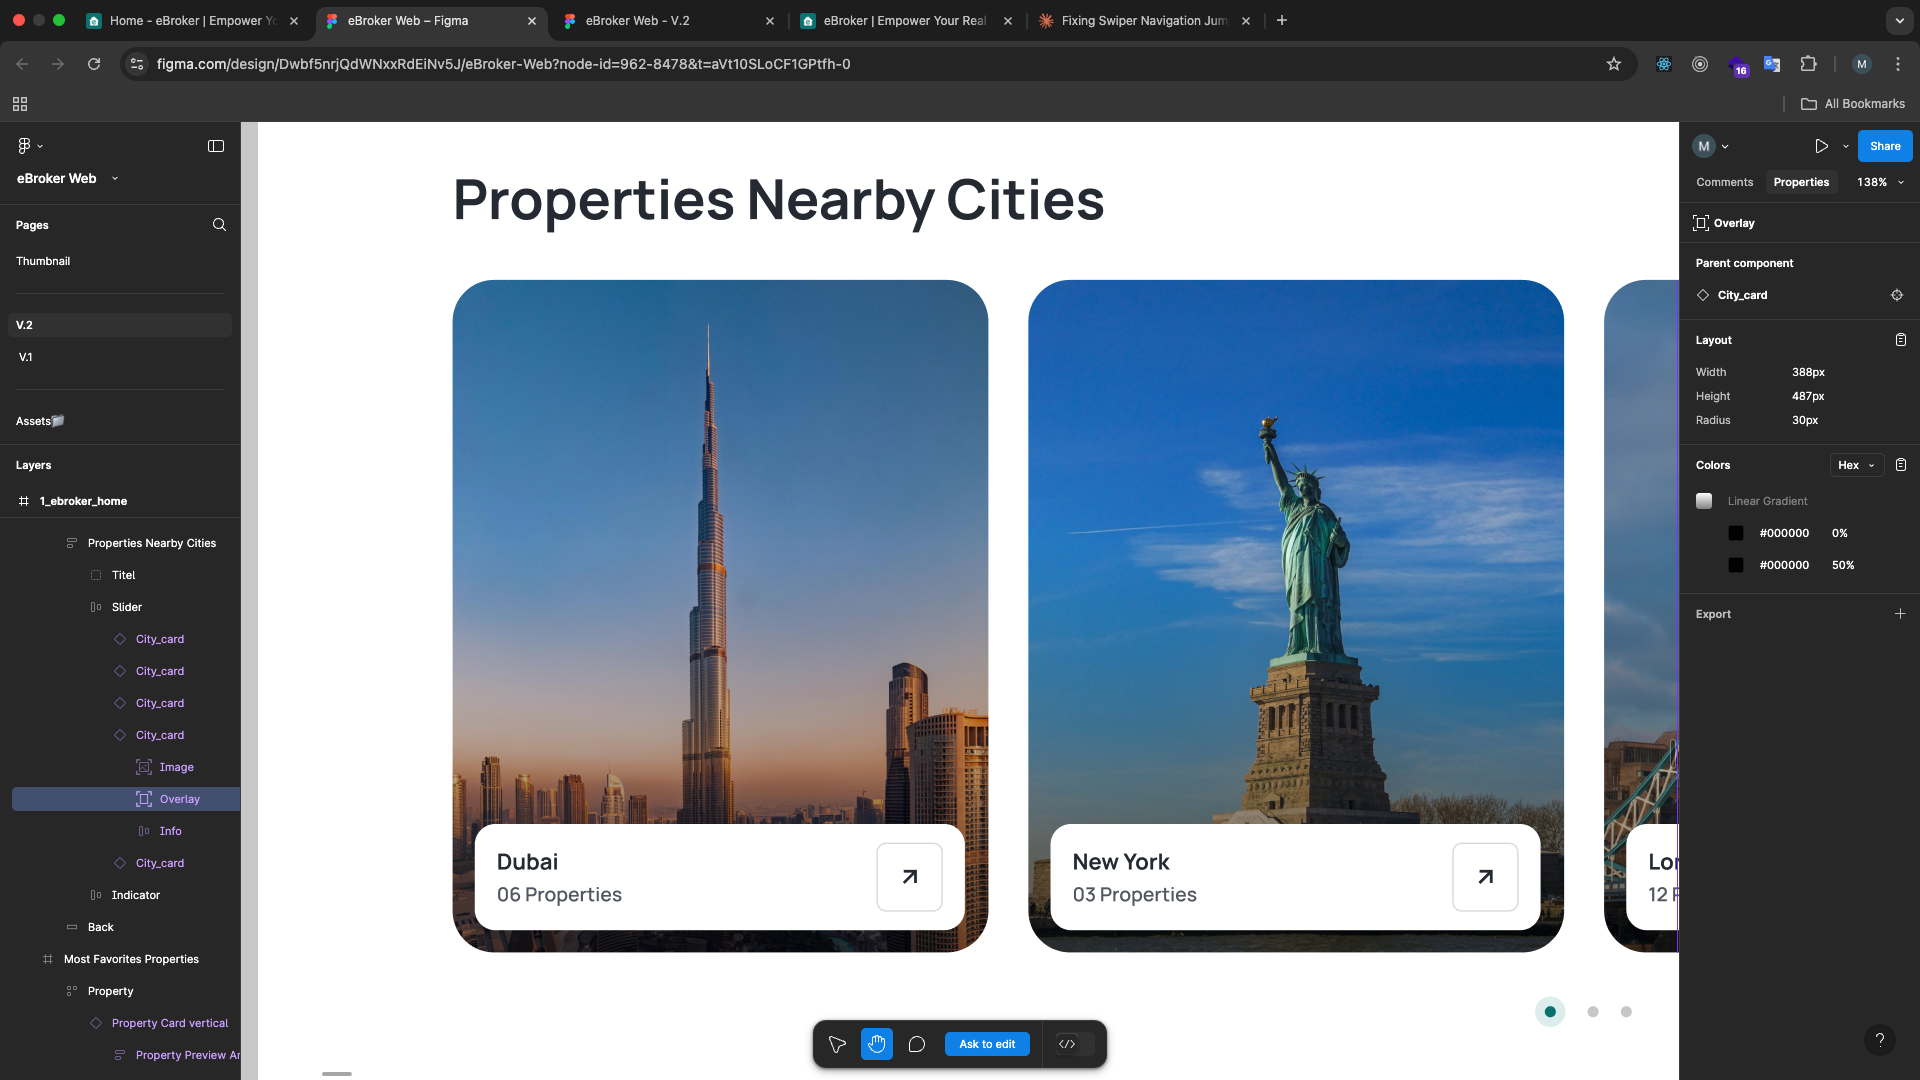 Home - eBroker | Empower Yo
eBroker Web – Figma
eBroker Web - V.2
eBroker | Empower Your Real
Fixing Swiper Navigation Jum
figma.com/design/Dwbf5nrjQdWNxxRdEiNv5J/eBroker-Web?node-id=962-8478&t=aVt10SLoCF1GPtfh-0
16
M
All Bookmarks
eBroker Web
Pages
Thumbnail
V.2
V.1
Assets
Layers
1_ebroker_home
Properties Nearby Cities
Titel
Slider
City_card
City_card
City_card
City_card
Image
Overlay
Info
City_card
Indicator
Back
Most Favorites Properties
Property
Property Card vertical
Property Preview Ar
Properties Nearby Cities
Dubai
06 Properties
New York
03 Properties
Lor
12 P
Ask to edit
M
Share
Comments
Properties
138%
Overlay
Parent component
City_card
Layout
Width 388px
Height 487px
Radius 30px
Colors
Hex
Linear Gradient
#000000 0%
#000000 50%
Export
?